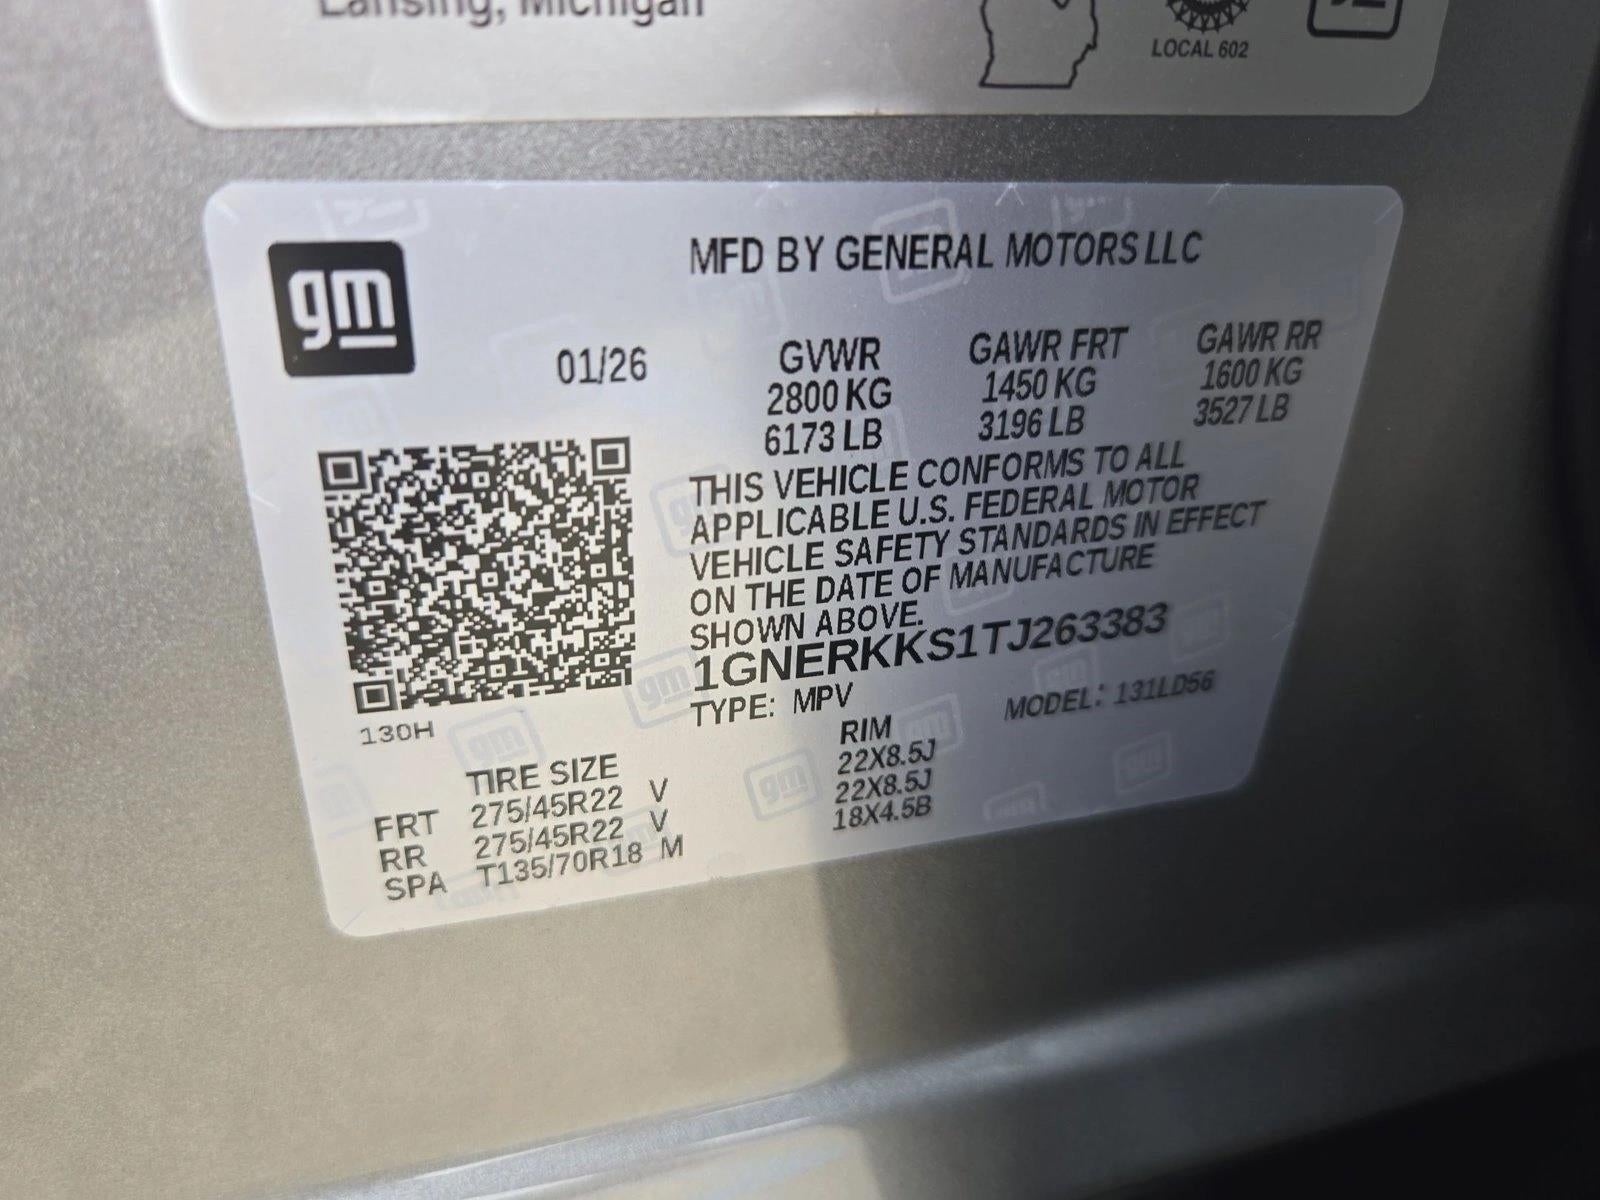 Lansing, Michigan
LOCAL 602
gm
MFD BY GENERAL MOTORS LLC
01/26
GVWR GAWR FRT GAWR RR
2800 KG 1450 KG 1600 KG
6173 LB 3196 LB 3527 LB
THIS VEHICLE CONFORMS TO ALL
APPLICABLE U.S. FEDERAL MOTOR
VEHICLE SAFETY STANDARDS IN EFFECT
ON THE DATE OF MANUFACTURE
SHOWN ABOVE.
1GNERKKS1TJ263383
TYPE: MPV MODEL: 131LD56
130H
TIRE SIZE RIM
FRT 275/45R22 V 22X8.5J
RR 275/45R22 V 22X8.5J
SPA T135/70R18 M 18X4.5B